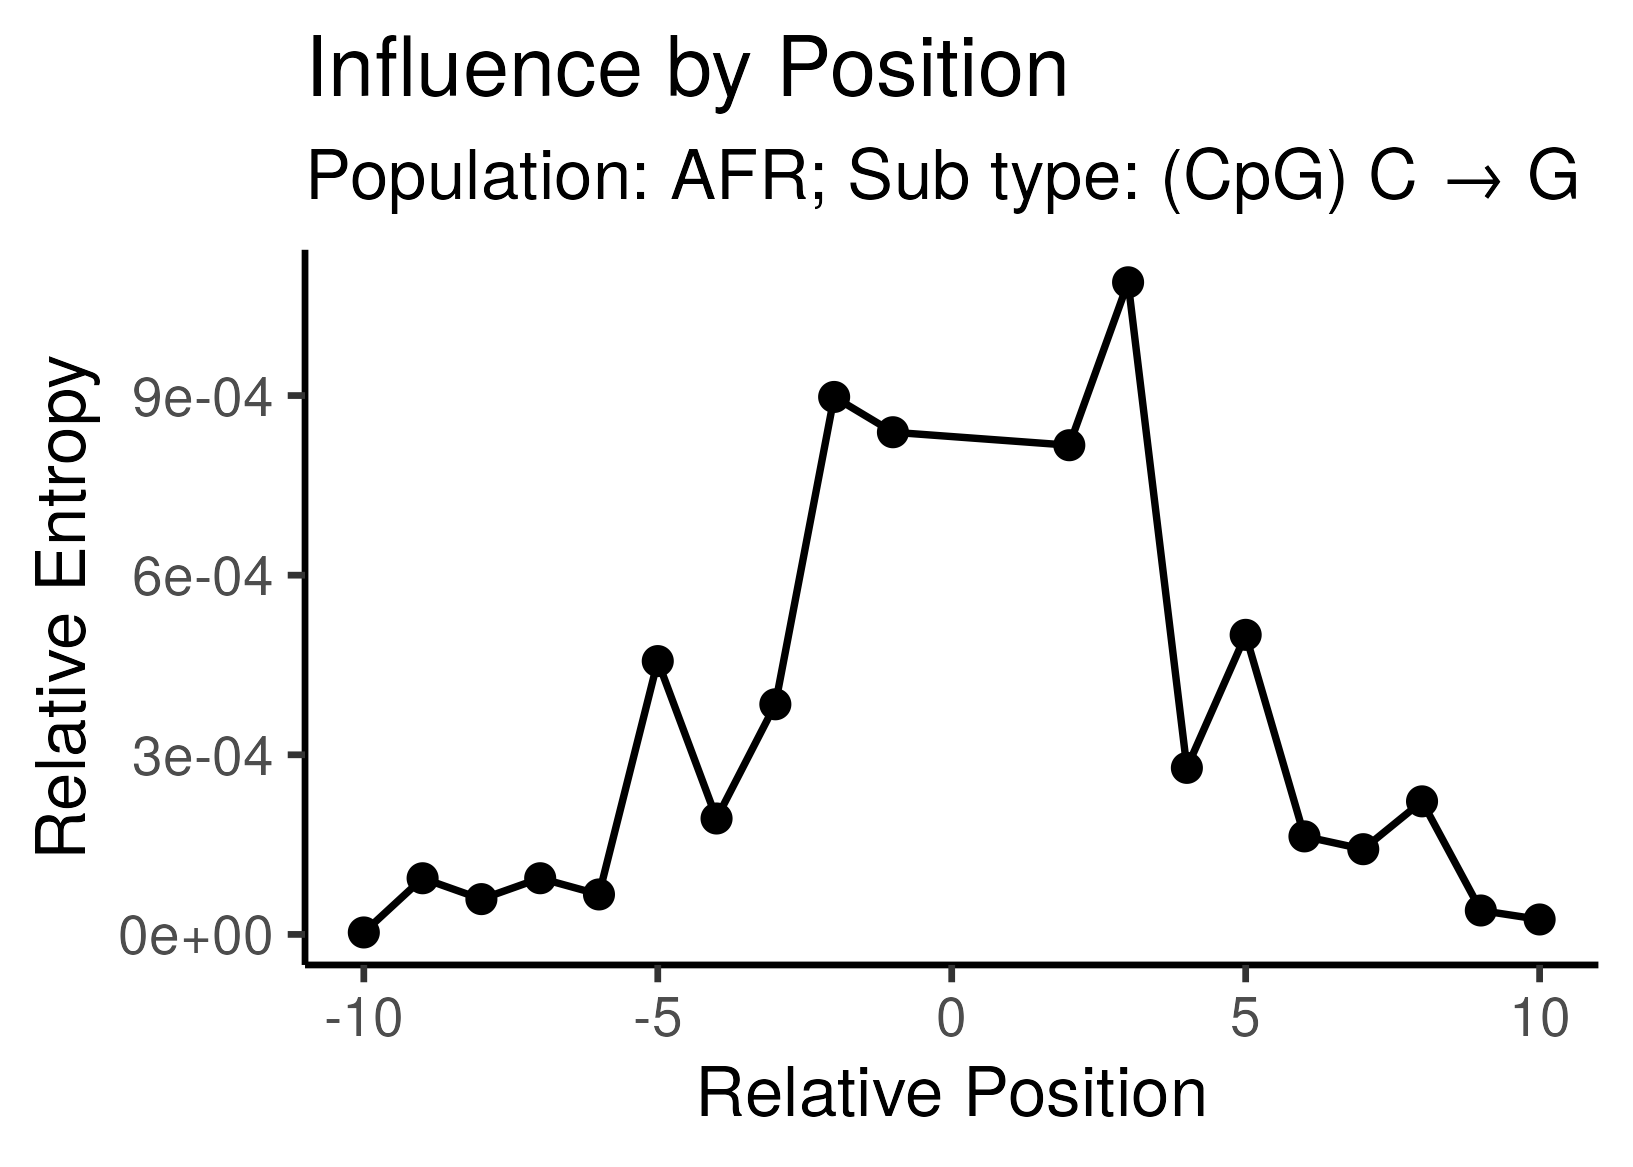 Influence by Position
Population: AFR; Sub type: (CpG) C → G
Relative Entropy
9e-04
6e-04
3e-04
0e+00
-10 -5 0 5 10
Relative Position